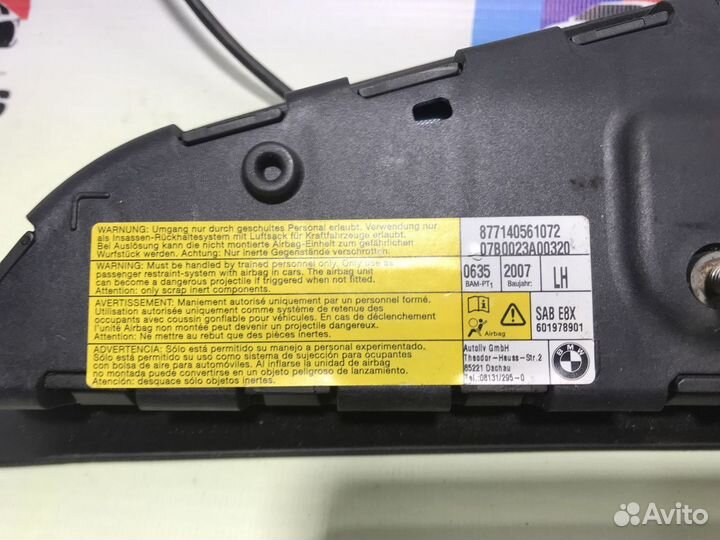 WARNUNG: Umgang nur durch geschultes Personal erlaubt. Verwendung nur
als Insassen-Rückhaltesystem mit Luftsack für Kraftfahrzeuge erlaubt.
Bei Auslösung kann die nicht montierte Airbag-Einheit zum gefährlichen
Wurfstück werden. Achtung: Nur inerte Gegenstände verschrotten.
WARNING: Must be handled by trained personnel only. Only use as
passenger restraint-system with airbag in cars. The airbag unit
can become a dangerous projectile if triggered when not fitted.
Attention: only scrap inert components.
AVERTISSEMENT: Maniement autorisé uniquement par un personnel formé.
Utilisation autorisée uniquement comme système de retenue des
occupants avec coussin gonflable pour véhicules. En cas de déclenchement
l'unité Airbag non montée peut devenir un projectile dangereux.
Attention: Ne mettre au rebut que des pièces inertes.
ADVERTENCIA: Sólo está permitido su manejo a personal experimentado.
Sólo está permitido su uso como sistema de sujección para ocupantes
con bolsa de aire para automóviles. Al inflarse la unidad de airbag
no montada puede convertirse en un objeto peligroso de lanzamiento.
Atención: desguace sólo objetos inertes.
877140561072
07B0023A00320
0635
BAM-PT1
2007
Baujahr:
LH
Airbag
SAB E8X
601978901
Autoliv GmbH
Theodor-Heuss-Str.2
85221 Dachau
Tel.:08131/295-0
BMW
Avito